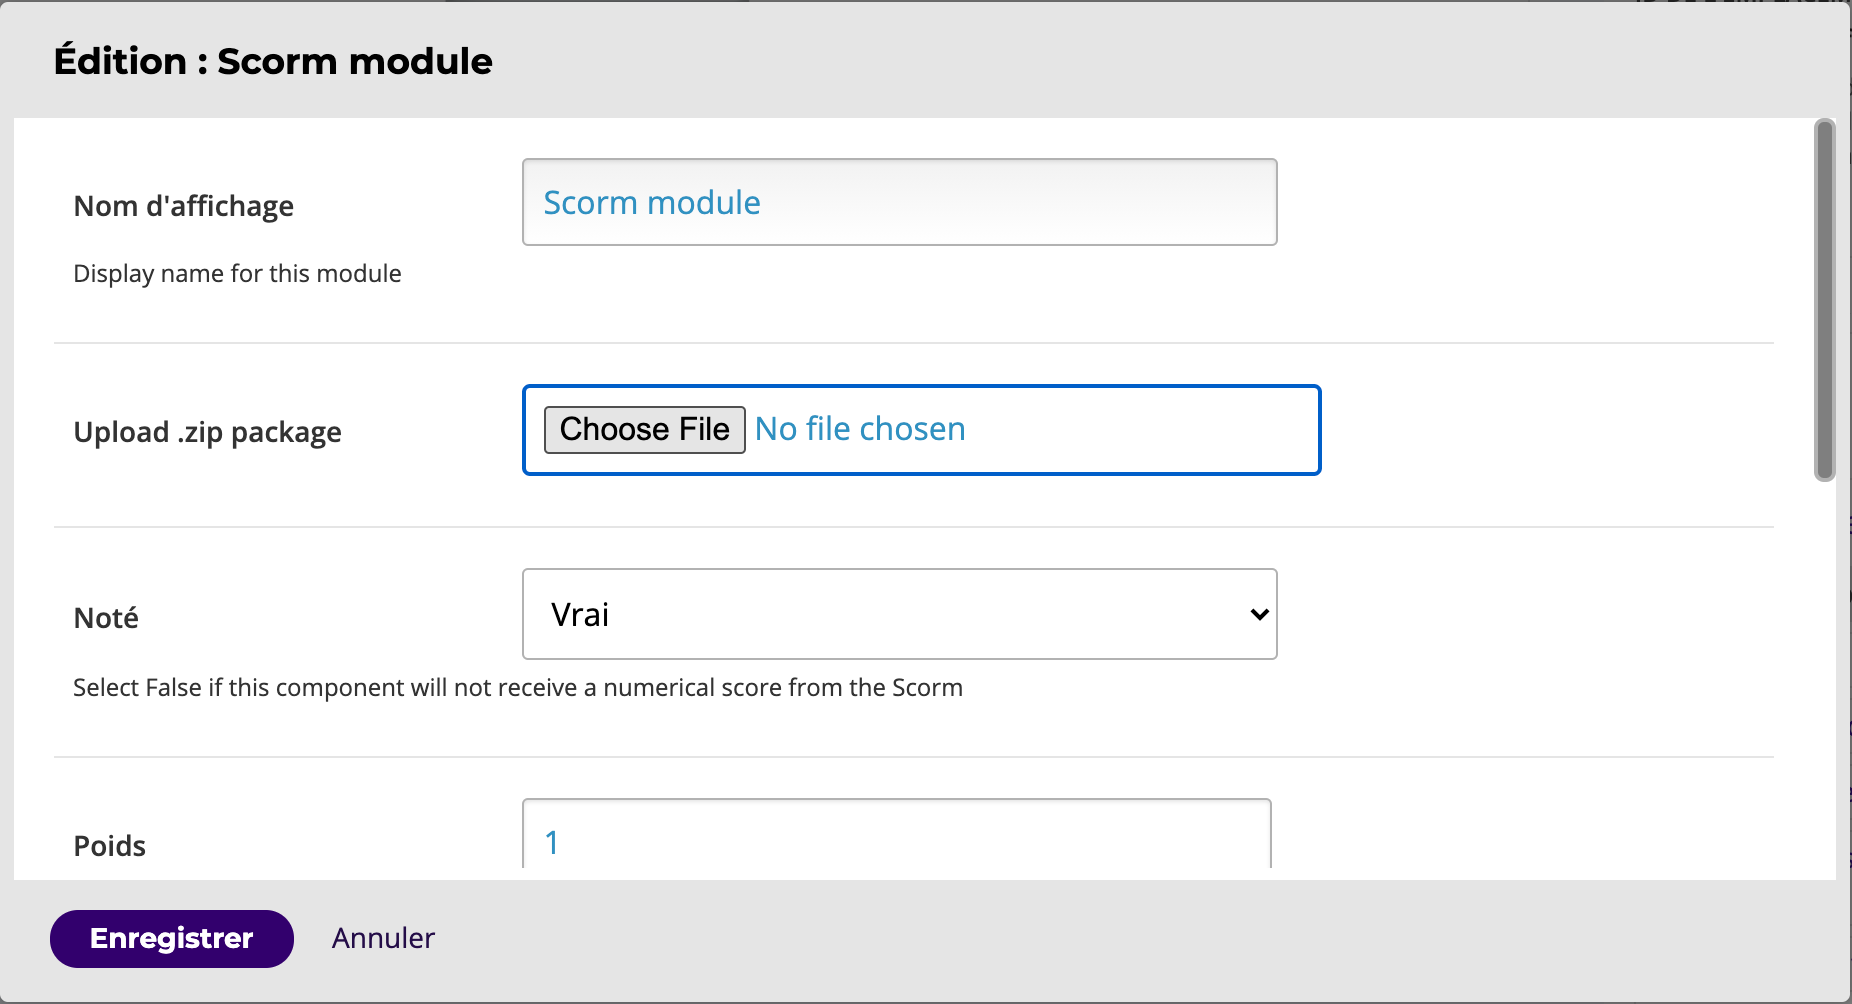 Édition : Scorm module
Nom d'affichage
Scorm module
Display name for this module
Upload .zip package
Choose File No file chosen
Noté
Vrai
Select False if this component will not receive a numerical score from the Scorm
Poids
1
Enregistrer
Annuler